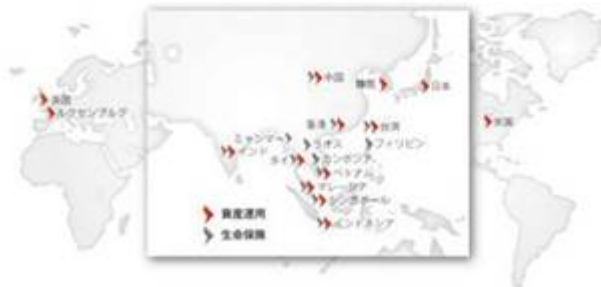 英国
ルクセンブルク
中国
韓国
日本
香港
台湾
米国
ミャンマー
ラオス
フィリピン
インド
タイ
カンボジア
ベトナム
マレーシア
シンガポール
インドネシア
資産運用
生命保険